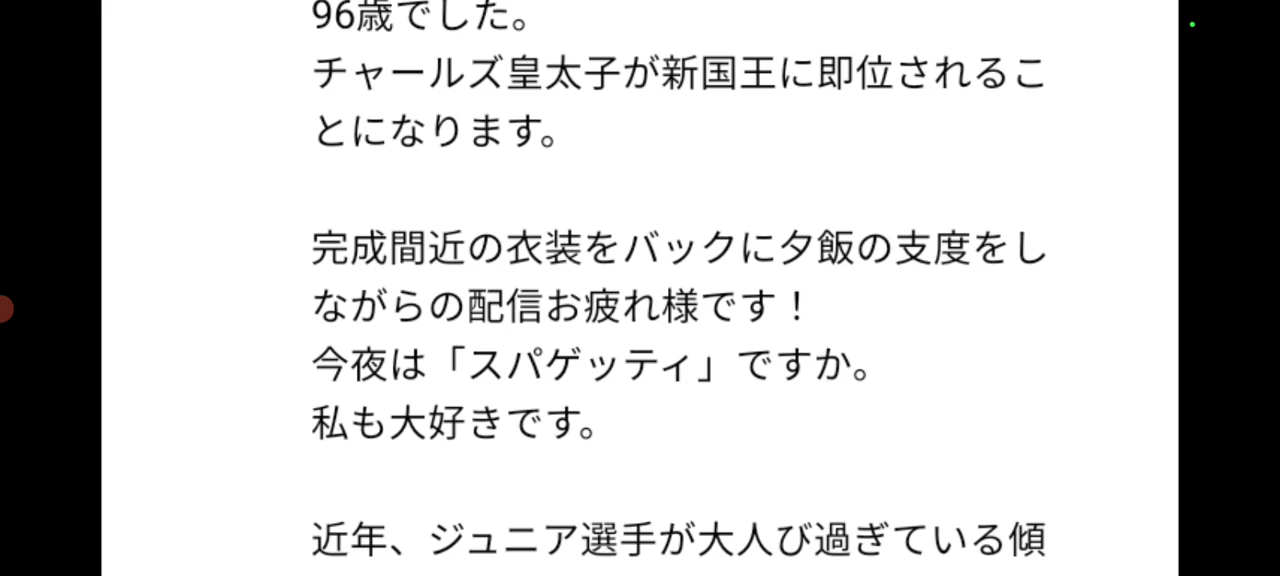 96歳でした。
チャールズ皇太子が新国王に即位されるこ
とになります。
完成間近の衣装をバックに夕飯の支度をし
ながらの配信お疲れ様です！
今夜は「スパゲッティ」ですか。
私も大好きです。
近年、ジュニア選手が大人び過ぎている傾